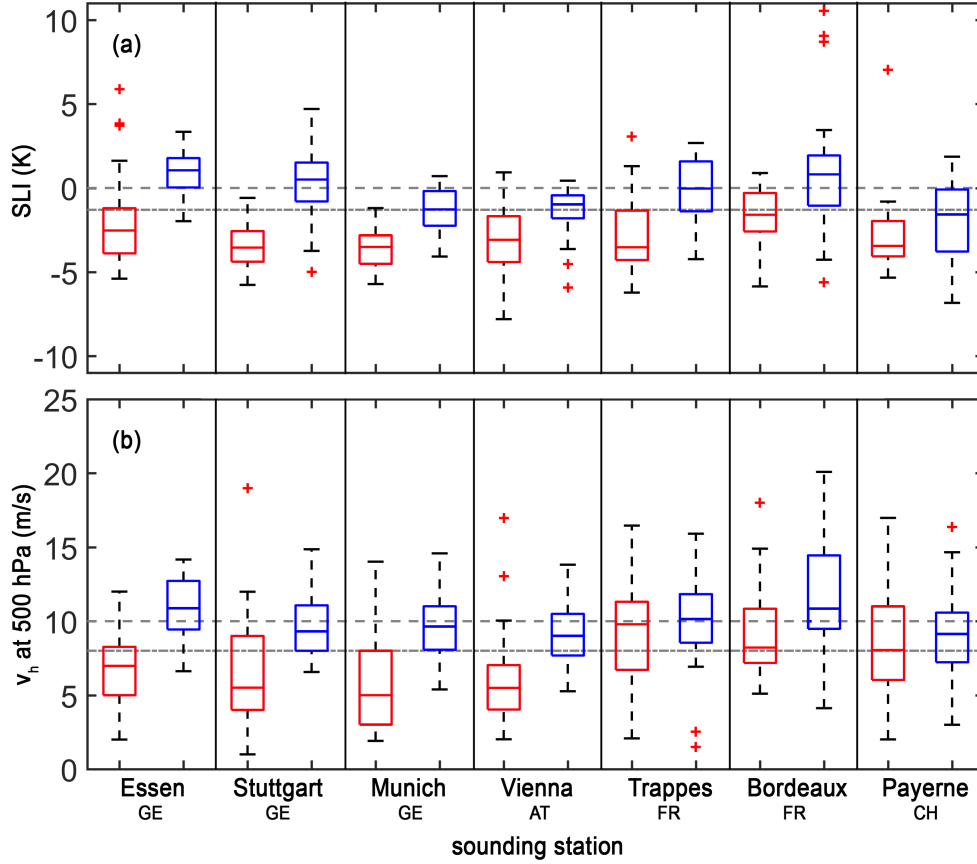 10
(a)
5
SLI (K)
0
-5
-10
25
(b)
20
v_h at 500 hPa (m/s)
15
10
5
0
Essen Stuttgart Munich Vienna Trappes Bordeaux Payerne
GE GE GE AT FR FR CH
sounding station